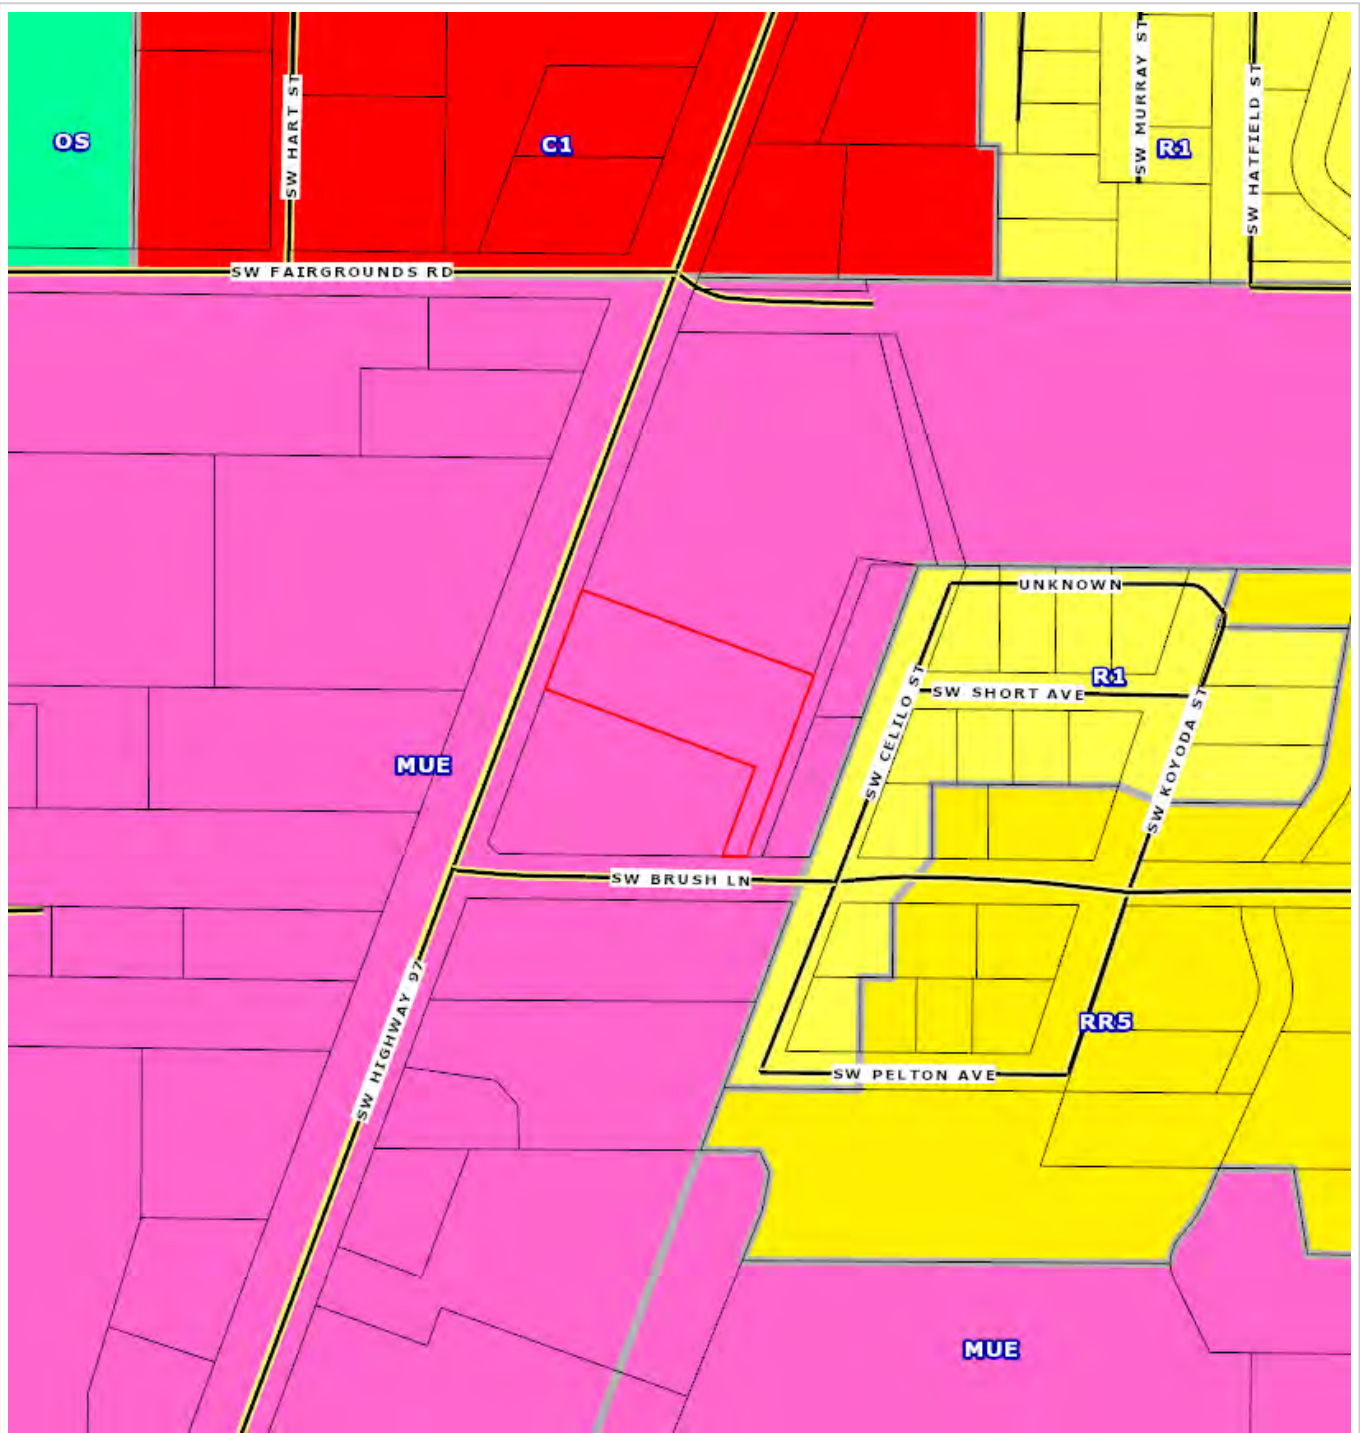 SW MURRAY ST
SW HATFIELD ST
SW HART ST
OS
C1
R1
SW FAIRGROUNDS RD
UNKNOWN
R1
SW SHORT AVE
SW CELILO ST
SW KOYODA ST
MUE
SW BRUSH LN
SW HIGHWAY 97
RR5
SW PELTON AVE
MUE